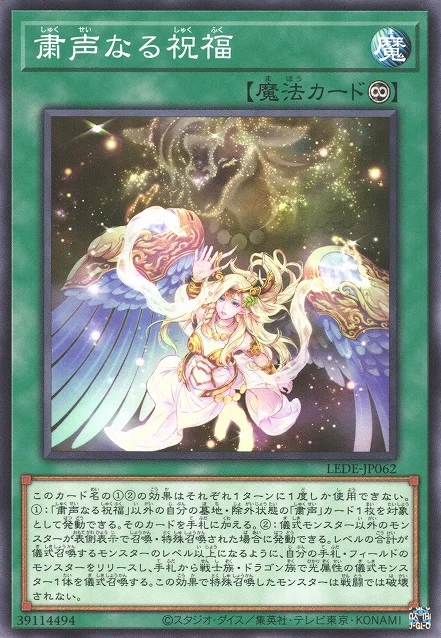 粛声なる祝福
魔
【魔法カード】
LEDE-JP062
このカード名の①②の効果はそれぞれ1ターンに1度しか使用できない。
①：「粛声なる祝福」以外の自分の墓地・除外状態の「粛声」カード1枚を対象
として発動できる。そのカードを手札に加える。②：儀式モンスター以外のモン
スターが表側表示で召喚・特殊召喚された場合に発動できる。レベルの合計が
儀式召喚するモンスターのレベル以上になるように、自分の手札・フィールド
のモンスターをリリースし、手札から戦士族・ドラゴン族で光属性の儀式モンス
ター1体を儀式召喚する。この効果で特殊召喚したモンスターは戦闘では破壊
されない。
39114494
©スタジオ・ダイス／集英社・テレビ東京・KONAMI